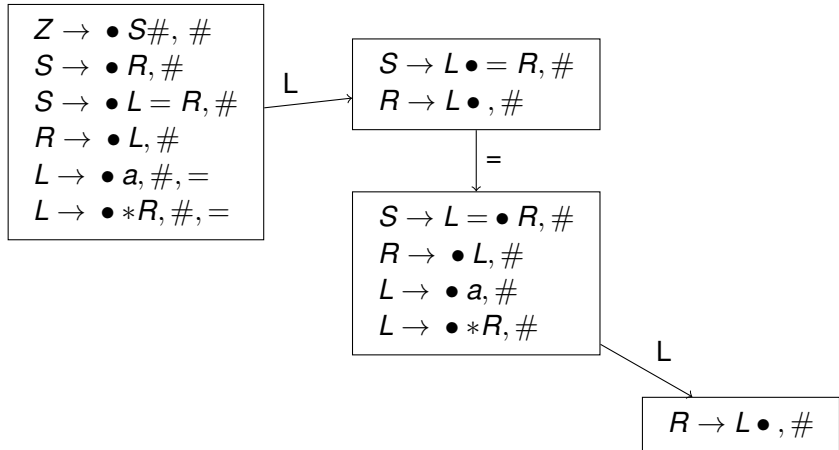 Z → • S#, #
S → • R, #
S → • L = R, #
R → • L, #
L → • a, #, =
L → • ∗R, #, =
L
S → L • = R, #
R → L • , #
=
S → L = • R, #
R → • L, #
L → • a, #
L → • ∗R, #
L
R → L • , #